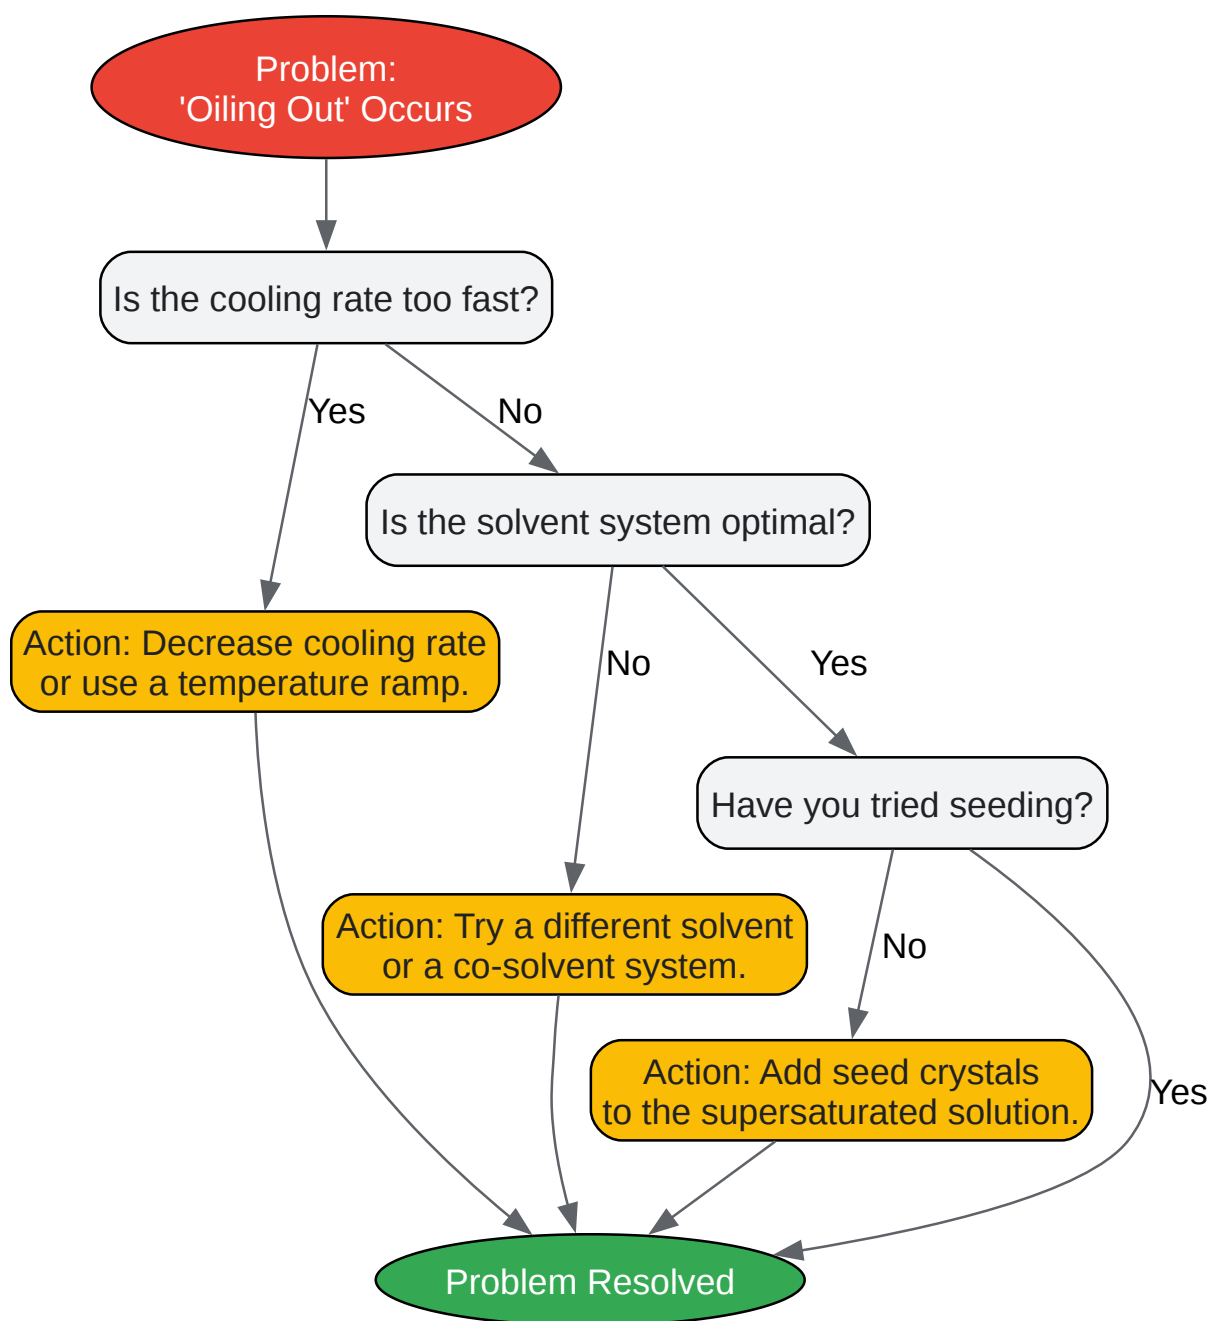 Problem:
'Oiling Out' Occurs
Is the cooling rate too fast?
Yes
No
Is the solvent system optimal?
Action: Decrease cooling rate
or use a temperature ramp.
No
Yes
Have you tried seeding?
Action: Try a different solvent
or a co-solvent system.
No
Action: Add seed crystals
to the supersaturated solution.
Yes
Problem Resolved